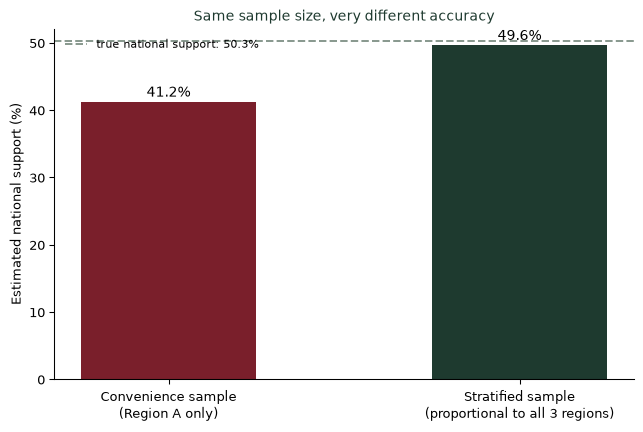 Same sample size, very different accuracy
Estimated national support (%)
50
40
30
20
10
0
true national support: 50.3%
41.2%
49.6%
Convenience sample
(Region A only)
Stratified sample
(proportional to all 3 regions)